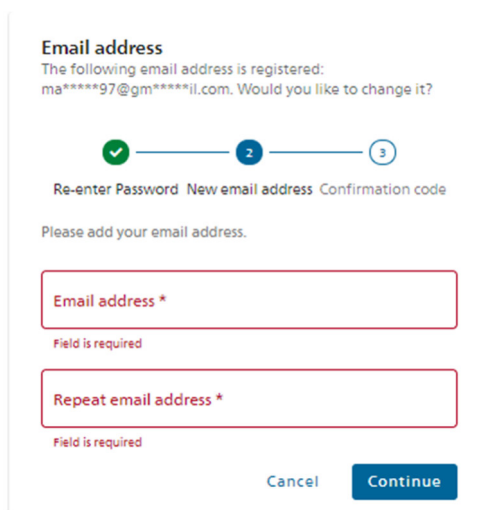 Email address
The following email address is registered:
ma*****97@gm*****il.com. Would you like to change it?
2
3
Re-enter Password New email address Confirmation code
Please add your email address.
Email address *
Field is required
Repeat email address *
Field is required
Cancel Continue